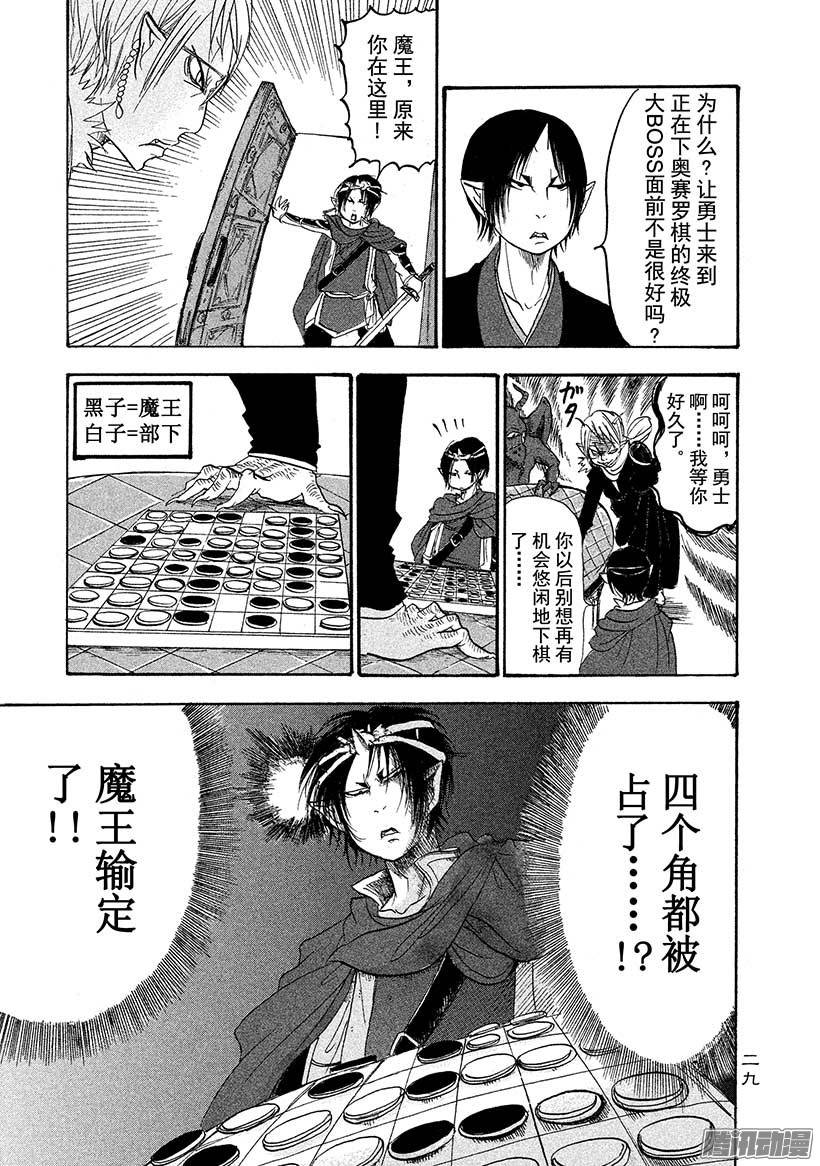 为什么？让勇士来到
正在下奥赛罗棋的终极
大BOSS面前不是很好吗？
魔王，原来
你在这里！
呵呵呵，勇士
啊……我等你
好久了。
ガタ
你以后别想再有
机会悠闲地下棋
了……
黑子=魔王
白子=部下
四个角都被
占了……!?
魔王输定
了!!
二九
腾讯动漫